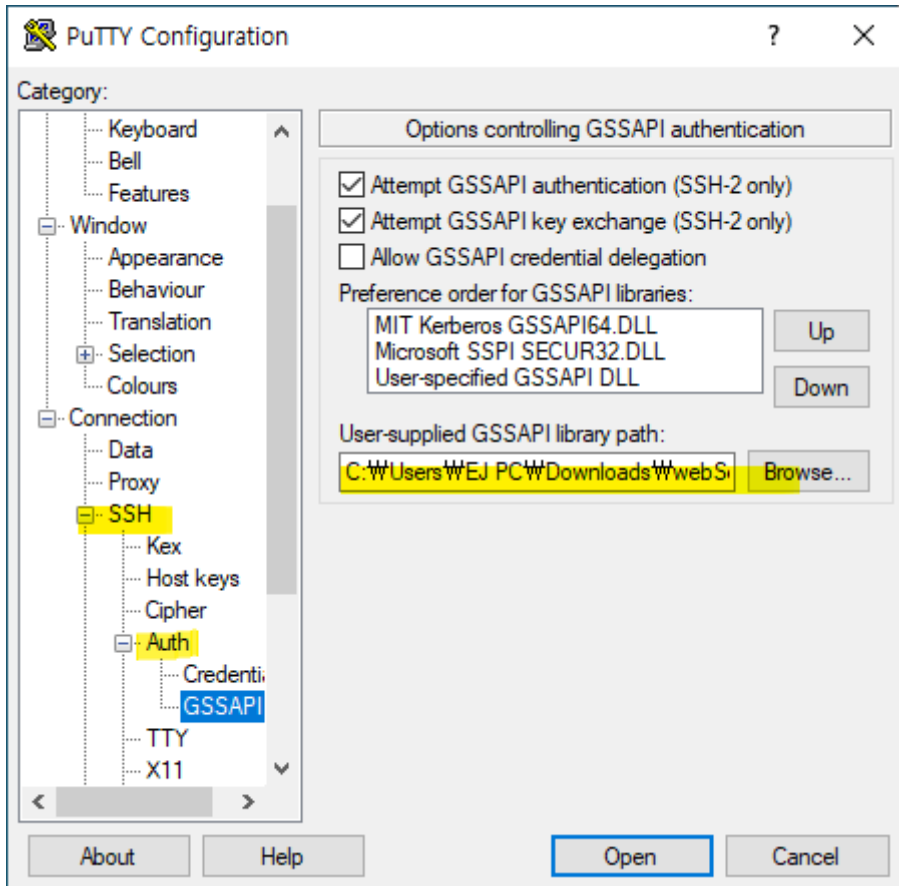 PuTTY Configuration
Category:
Keyboard
Bell
Features
Window
Appearance
Behaviour
Translation
Selection
Colours
Connection
Data
Proxy
SSH
Kex
Host keys
Cipher
Auth
Credentia
GSSAPI
TTY
X11
Options controlling GSSAPI authentication
Attempt GSSAPI authentication (SSH-2 only)
Attempt GSSAPI key exchange (SSH-2 only)
Allow GSSAPI credential delegation
Preference order for GSSAPI libraries:
MIT Kerberos GSSAPI64.DLL
Microsoft SSPI SECUR32.DLL
User-specified GSSAPI DLL
Up
Down
User-supplied GSSAPI library path:
C:₩Users₩EJ PC₩Downloads₩webSe
Browse...
About
Help
Open
Cancel